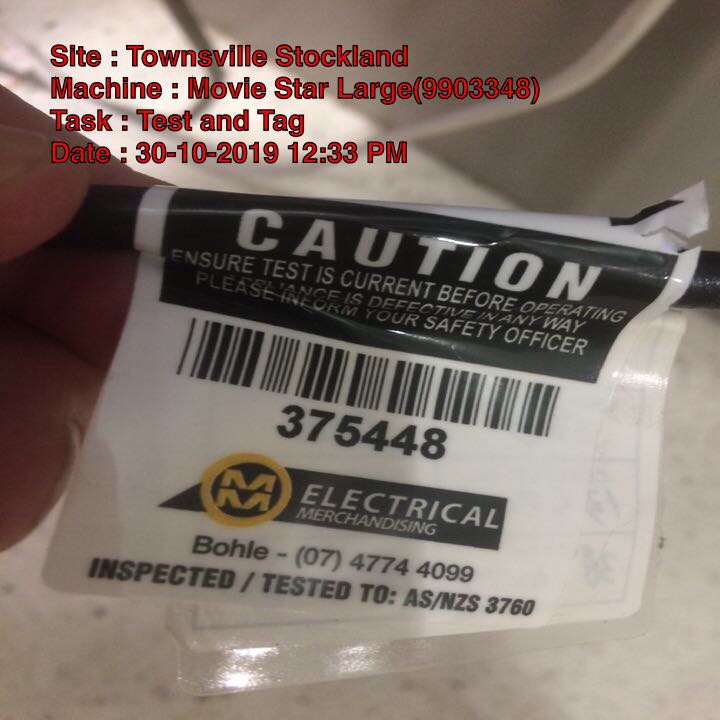 Site : Townsville Stockland
Machine : Movie Star Large(9903348)
Task : Test and Tag
Date : 30-10-2019 12:33 PM
CAUTION
ENSURE TEST IS CURRENT BEFORE OPERATING
APPLIANCE IS DEFECTIVE IN ANY WAY
PLEASE INFORM YOUR SAFETY OFFICER
375448
MM ELECTRICAL
MERCHANDISING
Bohle - (07) 4774 4099
INSPECTED / TESTED TO: AS/NZS 3760